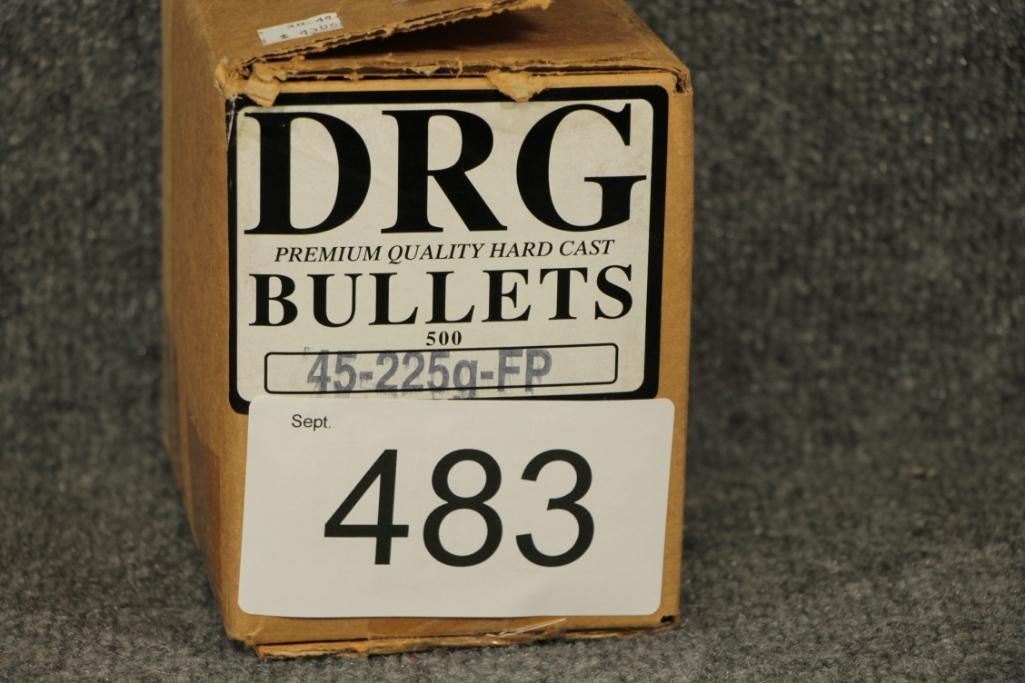 DRG
PREMIUM QUALITY HARD CAST
BULLETS
500
45-225g-FP
Sept.
483